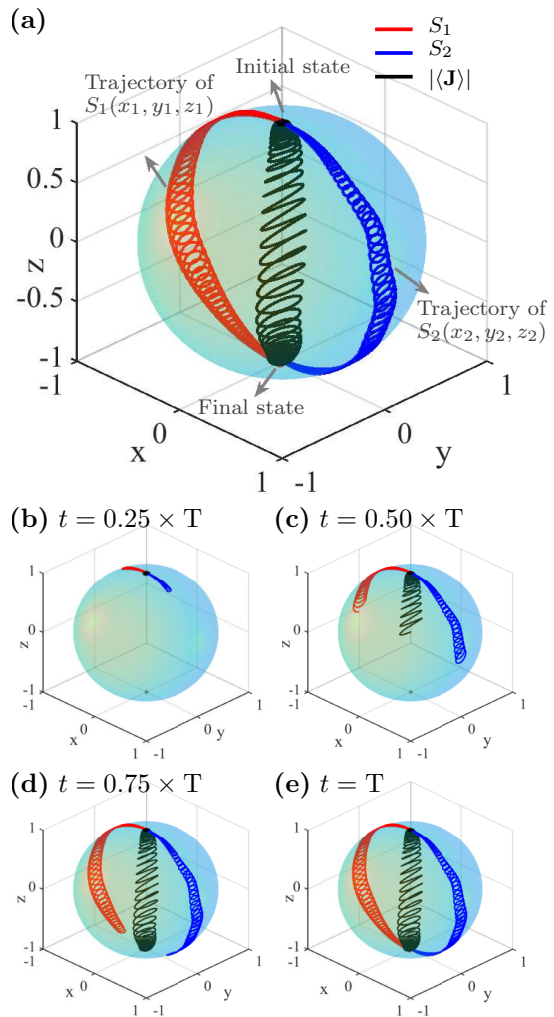 (a)
S₁
S₂
|⟨J⟩|
Initial state
Trajectory of
S₁(x₁, y₁, z₁)
1
0.5
0
-0.5
-1
z
Trajectory of
S₂(x₂, y₂, z₂)
Final state
-1
0
1
x
-1
0
1
y
(b) t = 0.25 × T
1
0
-1
z
-1
0
1
x
-1
0
1
y
(c) t = 0.50 × T
1
0
-1
z
-1
0
1
x
-1
0
1
y
(d) t = 0.75 × T
1
0
-1
z
-1
0
1
x
-1
0
1
y
(e) t = T
1
0
-1
z
-1
0
1
x
-1
0
1
y